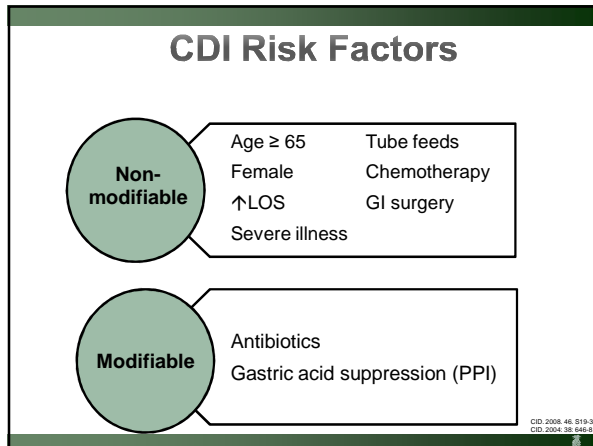 CDI Risk Factors
Non-
modifiable
Age ≥ 65
Female
↑LOS
Severe illness
Tube feeds
Chemotherapy
GI surgery
Modifiable
Antibiotics
Gastric acid suppression (PPI)
CID. 2008. 46. S19-3
CID. 2004: 38: 646-8